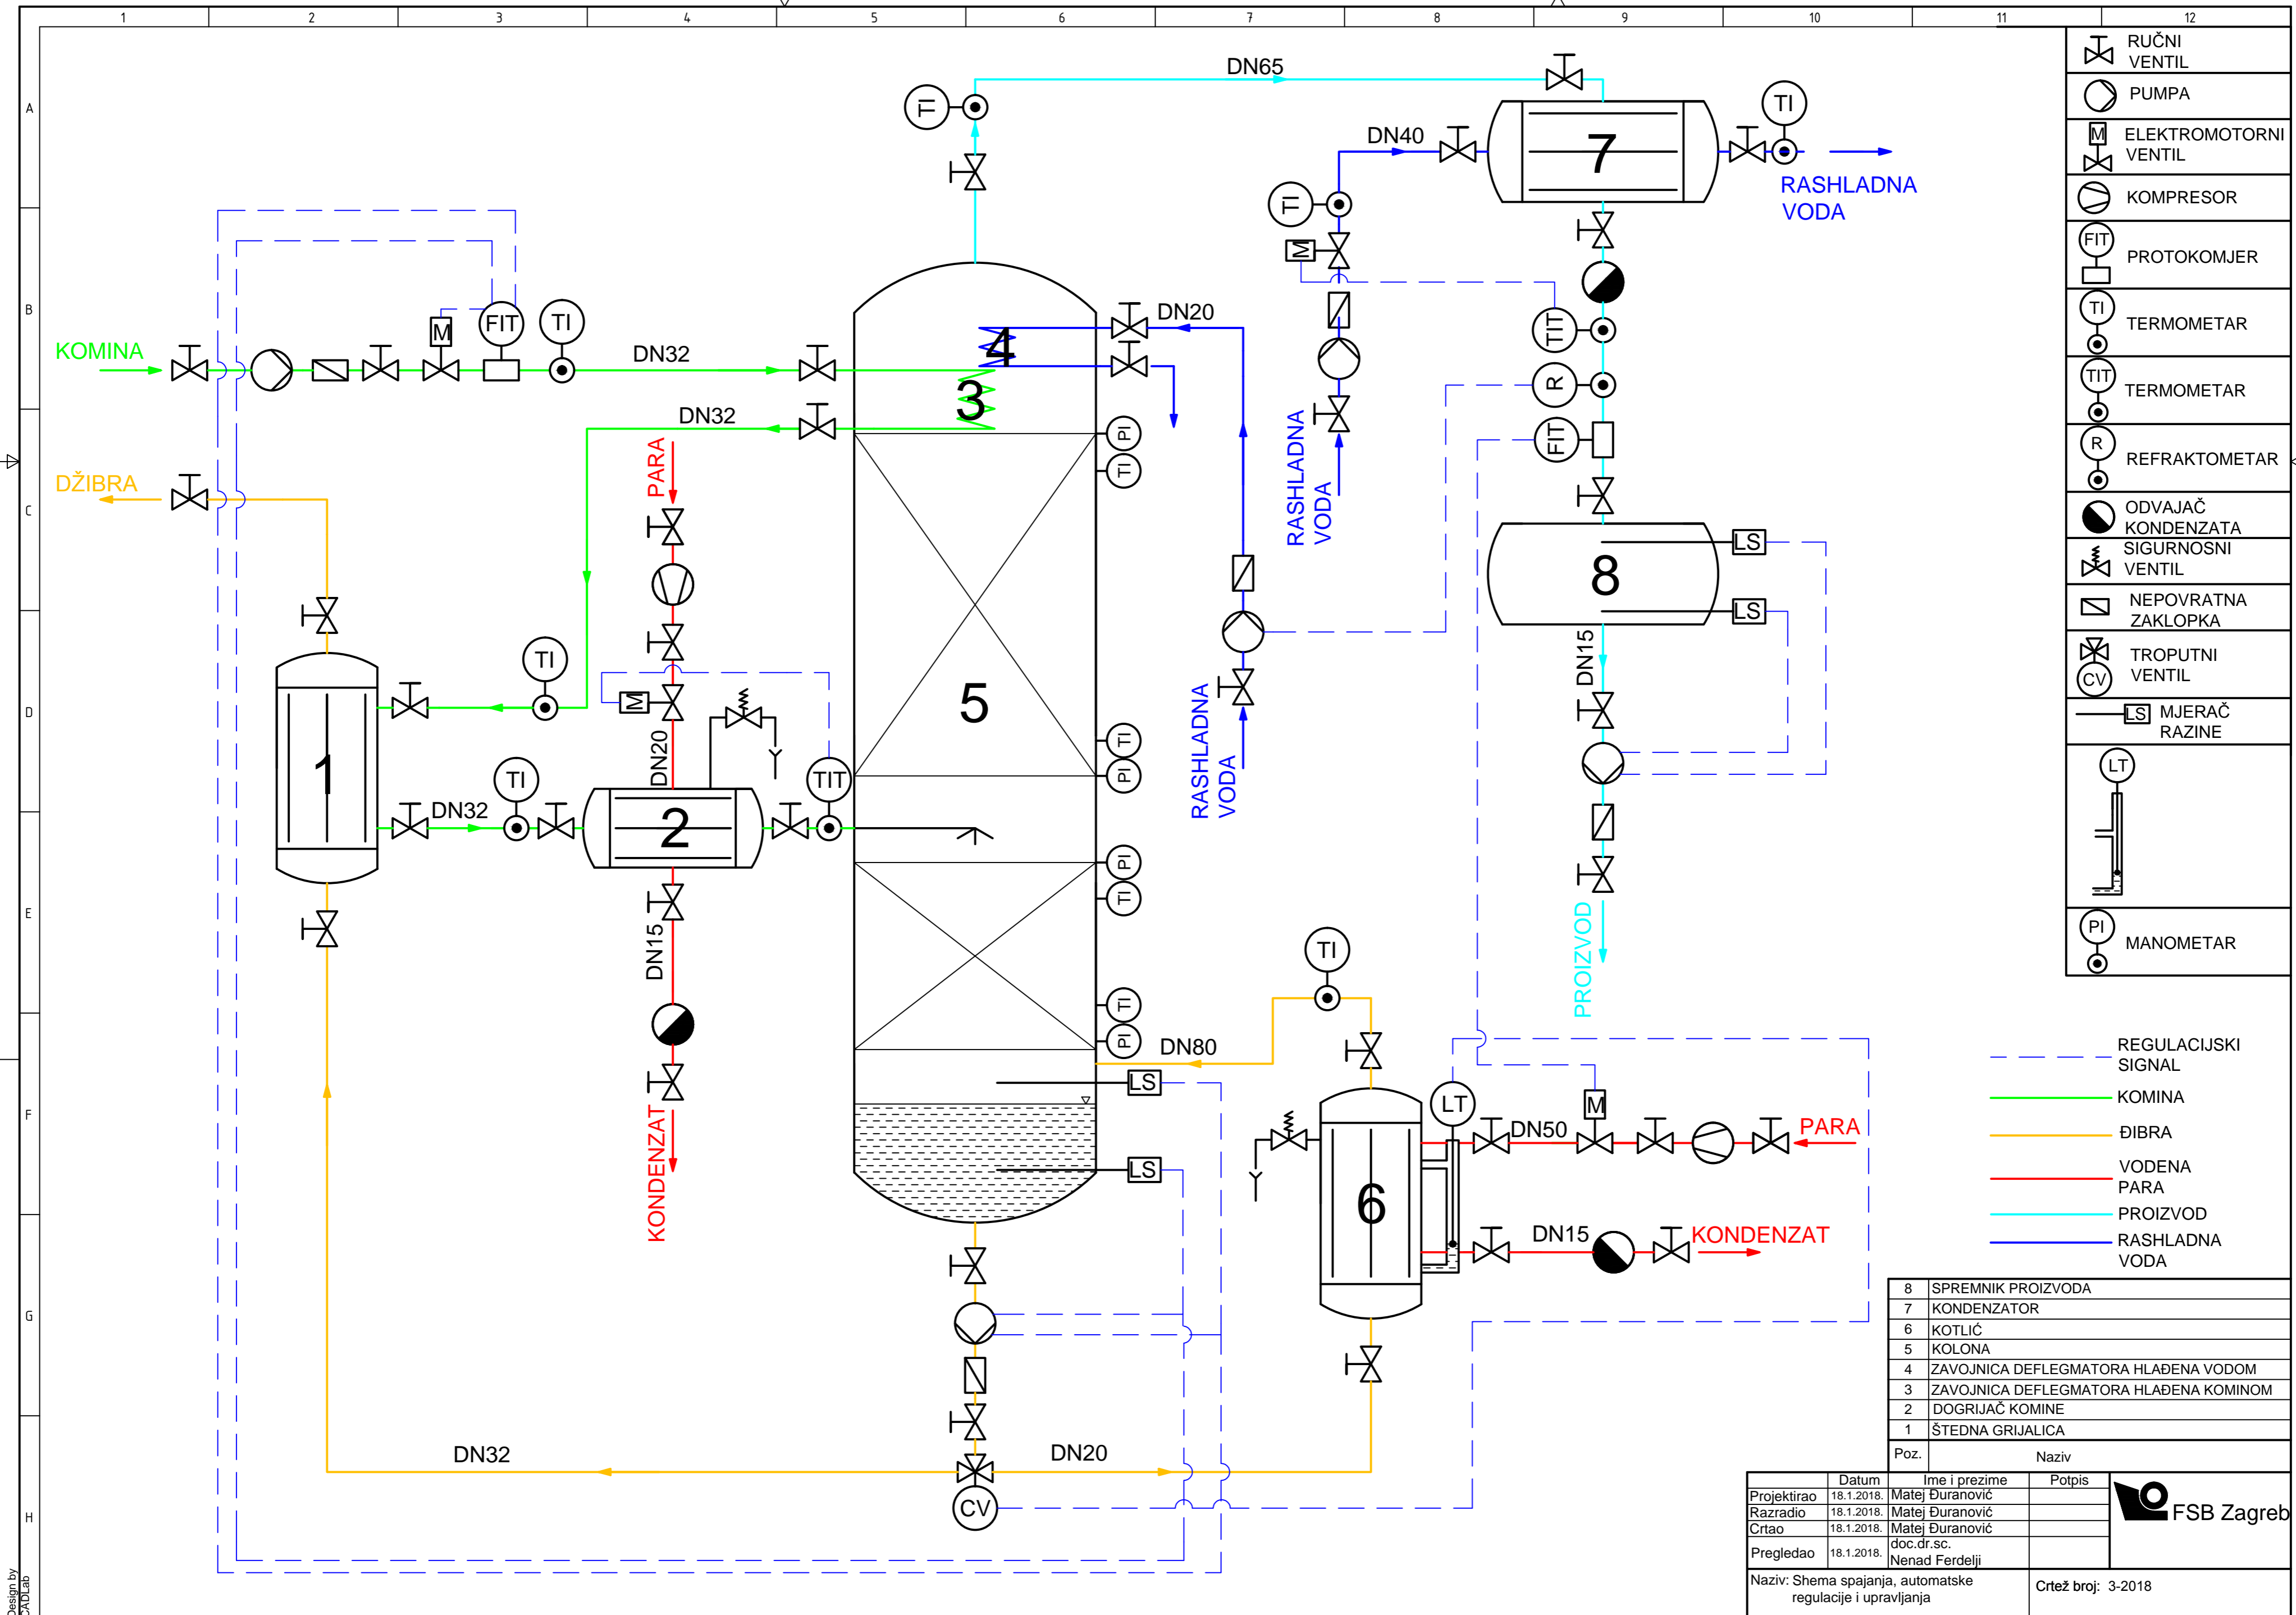 1 2 3 4 5 6 7 8 9 10 11 12
A
B
C
D
E
F
G
H
DN65
TI
DN40
TI
TI
7
RASHLADNA
VODA
M
KOMINA
M
FIT
TI
DN32
DN20
4
3
DN32
TIT
R
FIT
RASHLADNA
VODA
PI
TI
DŽIBRA
PARA
LS
8
LS
DN15
TI
M
DN20
5
TI
PI
RASHLADNA
VODA
1
TI
TIT
DN32
2
PI
TI
DN15
PROIZVOD
TI
TI
PI
DN80
LS
LS
KONDENZAT
LT
M
DN50
PARA
6
DN15
KONDENZAT
DN32
DN20
CV
RUČNI
VENTIL
PUMPA
M
ELEKTROMOTORNI
VENTIL
KOMPRESOR
FIT
PROTOKOMJER
TI
TERMOMETAR
TIT
TERMOMETAR
R
REFRAKTOMETAR
ODVAJAČ
KONDENZATA
SIGURNOSNI
VENTIL
NEPOVRATNA
ZAKLOPKA
TROPUTNI
VENTIL
CV
LS
MJERAČ
RAZINE
LT
PI
MANOMETAR
REGULACIJSKI
SIGNAL
KOMINA
ĐIBRA
VODENA
PARA
PROIZVOD
RASHLADNA
VODA
8 SPREMNIK PROIZVODA
7 KONDENZATOR
6 KOTLIĆ
5 KOLONA
4 ZAVOJNICA DEFLEGMATORA HLAĐENA VODOM
3 ZAVOJNICA DEFLEGMATORA HLAĐENA KOMINOM
2 DOGRIJAČ KOMINE
1 ŠTEDNA GRIJALICA
Poz. Naziv
Datum Ime i prezime Potpis
Projektirao 18.1.2018. Matej Đuranović
Razradio 18.1.2018. Matej Đuranović
Crtao 18.1.2018. Matej Đuranović
Pregledao 18.1.2018. doc.dr.sc.
Nenad Ferdelji
FSB Zagreb
Naziv: Shema spajanja, automatske
regulacije i upravljanja
Crtež broj: 3-2018
Design by
CADLab